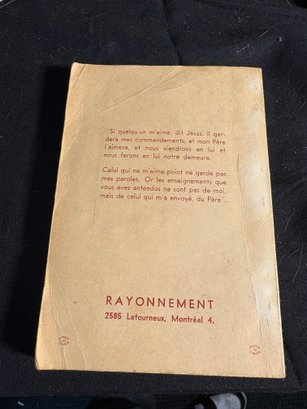 "Si quelqu'un m'aime, dit Jésus, il gar-
dera mes commandements, et mon Père
l'aimera, et nous viendrons en lui et
nous ferons en lui notre demeure.
Celui qui ne m'aime point ne garde pas
mes paroles. Or les enseignements que
vous avez entendus ne sont pas de moi,
mais de celui qui m'a envoyé, du Père".
RAYONNEMENT
2585 Letourneux, Montréal 4.